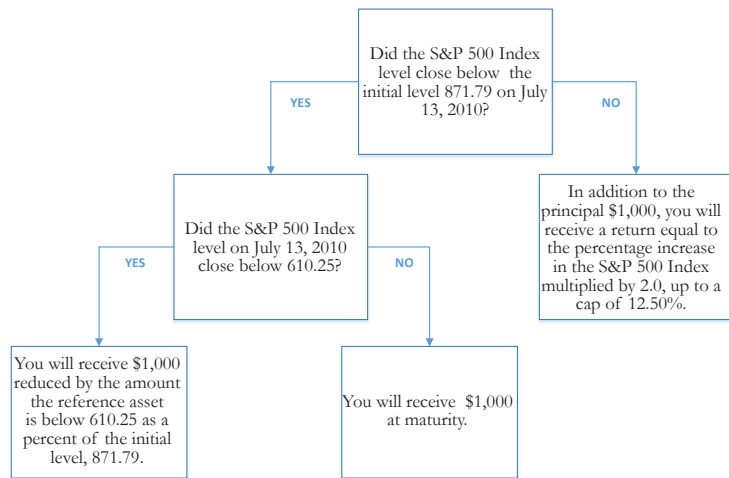 Did the S&P 500 Index
level close below the
initial level 871.79 on July
13, 2010?
YES
NO
Did the S&P 500 Index
level on July 13, 2010
close below 610.25?
In addition to the
principal $1,000, you will
receive a return equal to
the percentage increase
in the S&P 500 Index
multiplied by 2.0, up to a
cap of 12.50%.
YES
NO
You will receive $1,000
reduced by the amount
the reference asset
is below 610.25 as a
percent of the initial
level, 871.79.
You will receive $1,000
at maturity.